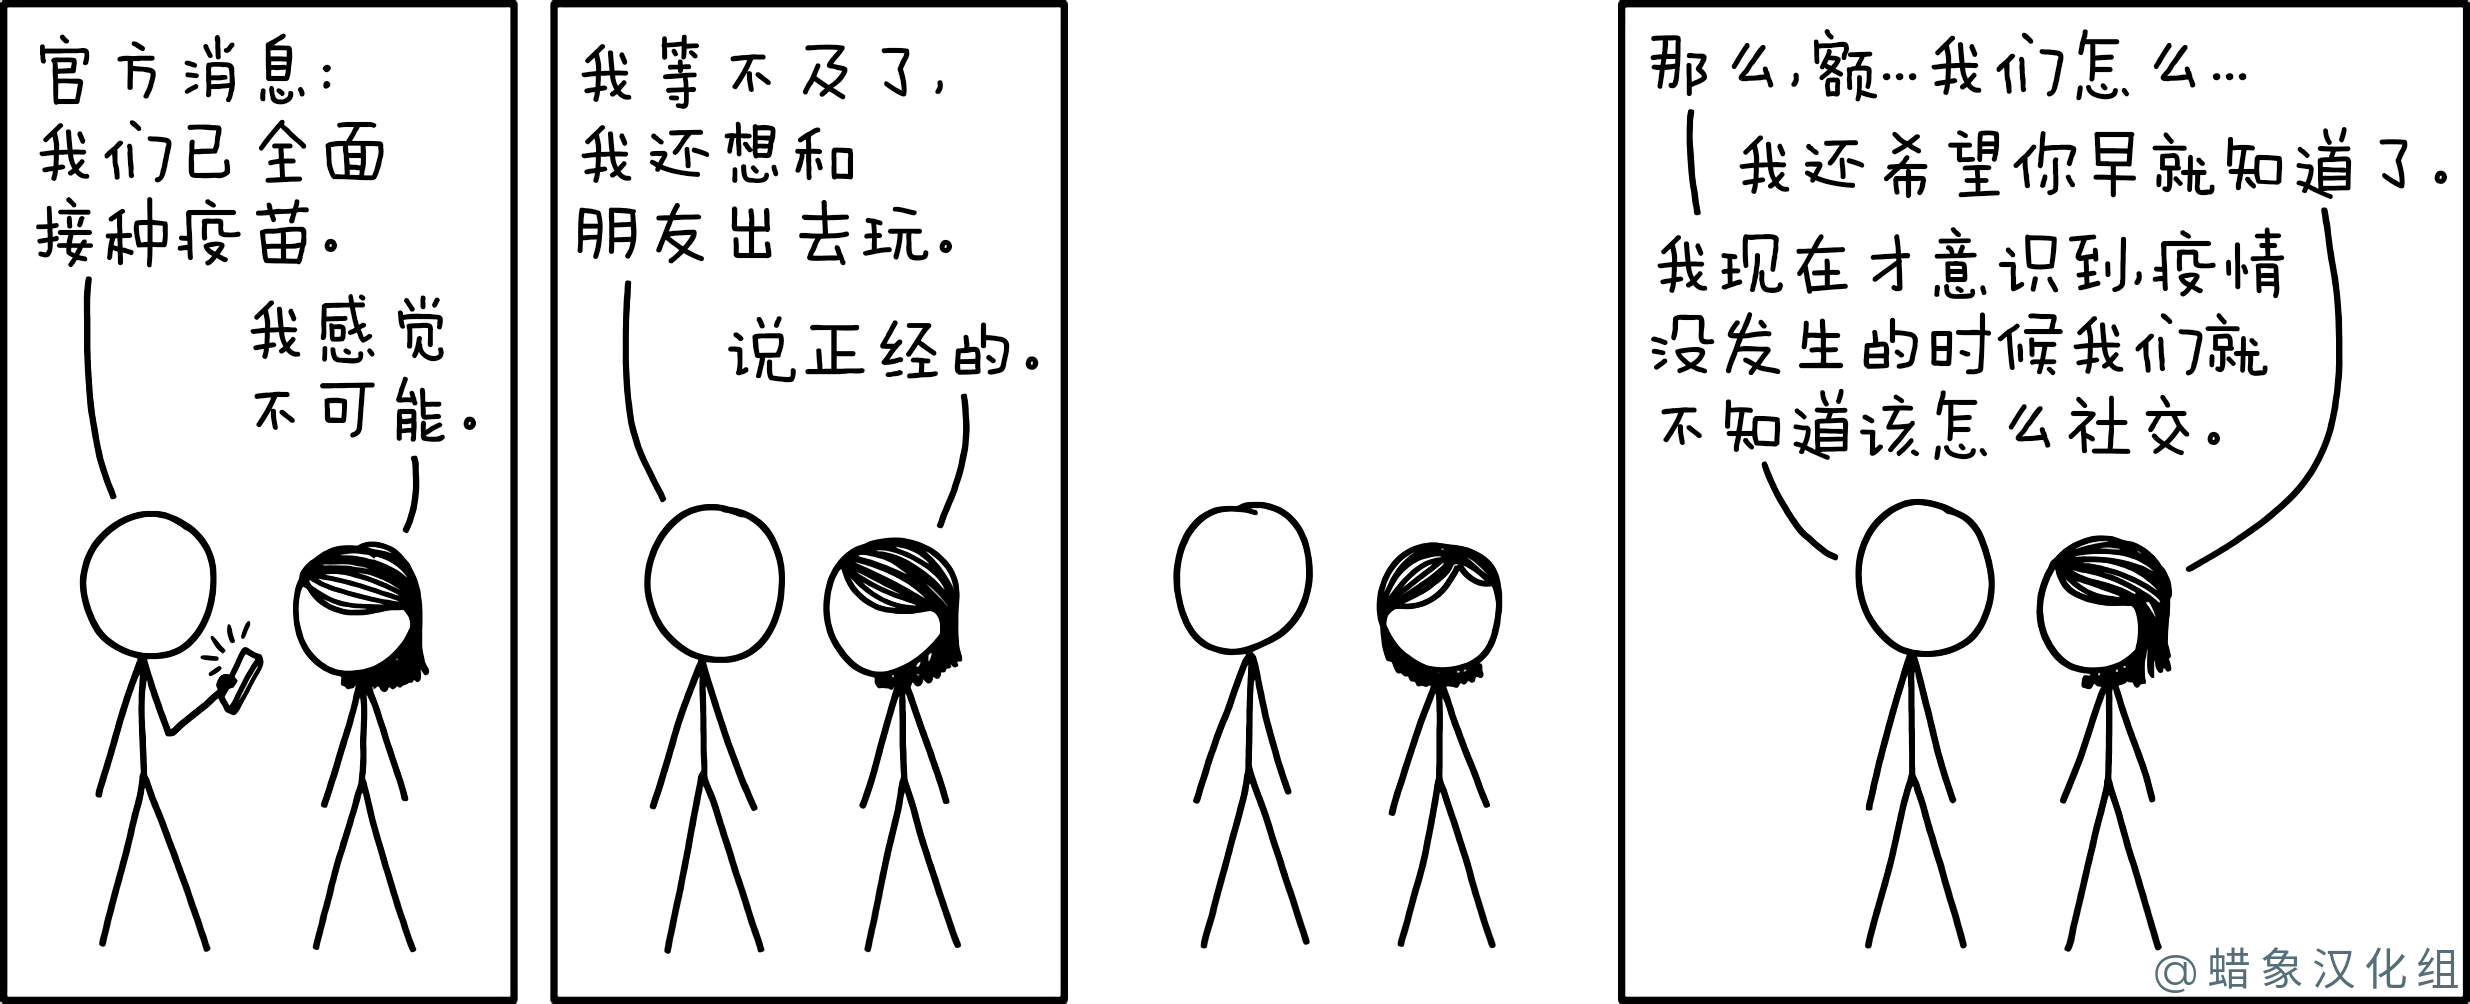 官方消息：
我们已全面
接种疫苗。
我感觉
不可能。
我等不及了，
我还想和
朋友出去玩。
说正经的。
那么，额…我们怎么…
我还希望你早就知道了。
我现在才意识到，疫情
没发生的时候我们就
不知道该怎么社交。
@蜡象汉化组